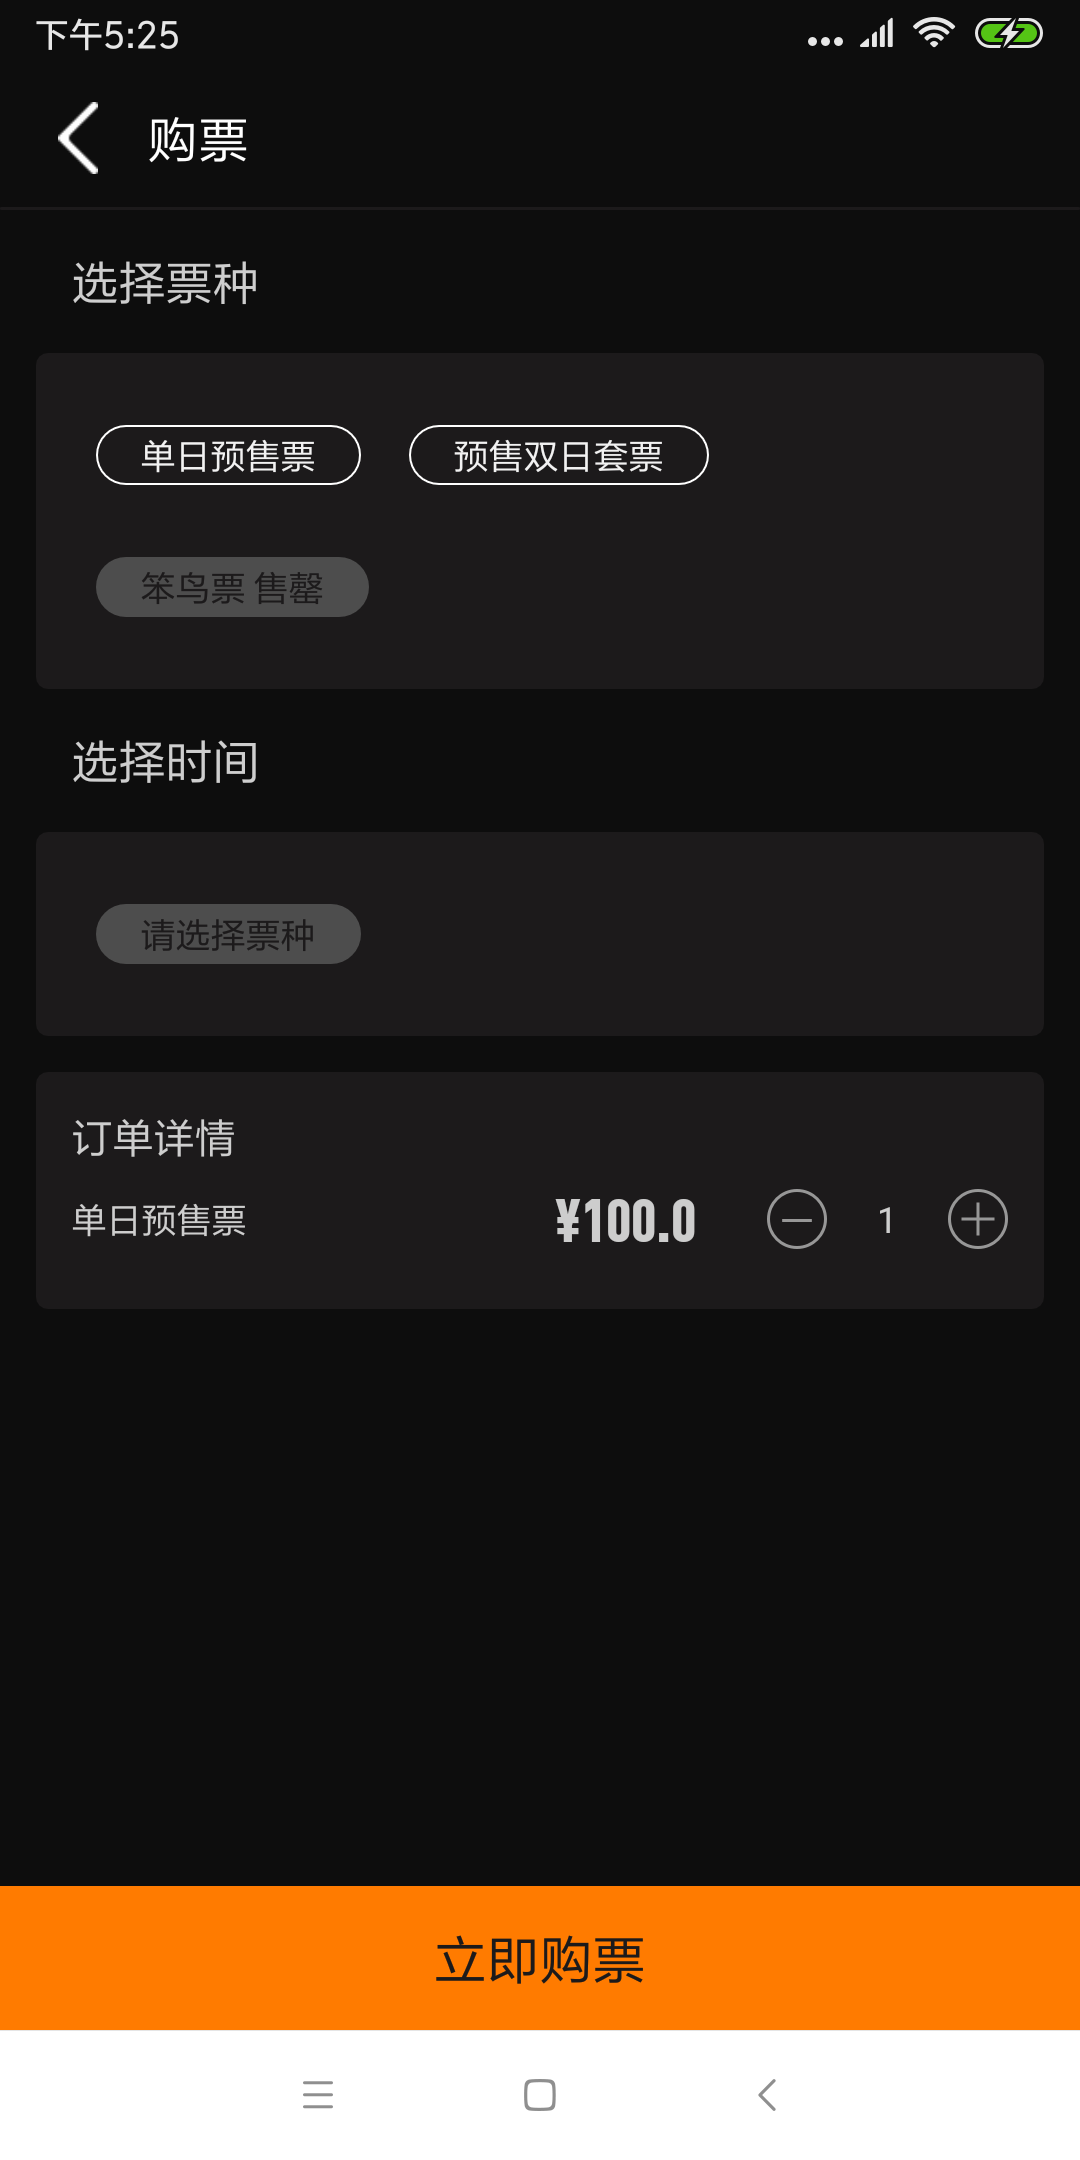 下午5:25
购票
选择票种
单日预售票 预售双日套票
笨鸟票 售罄
选择时间
请选择票种
订单详情
单日预售票 ¥100.0 1
立即购票